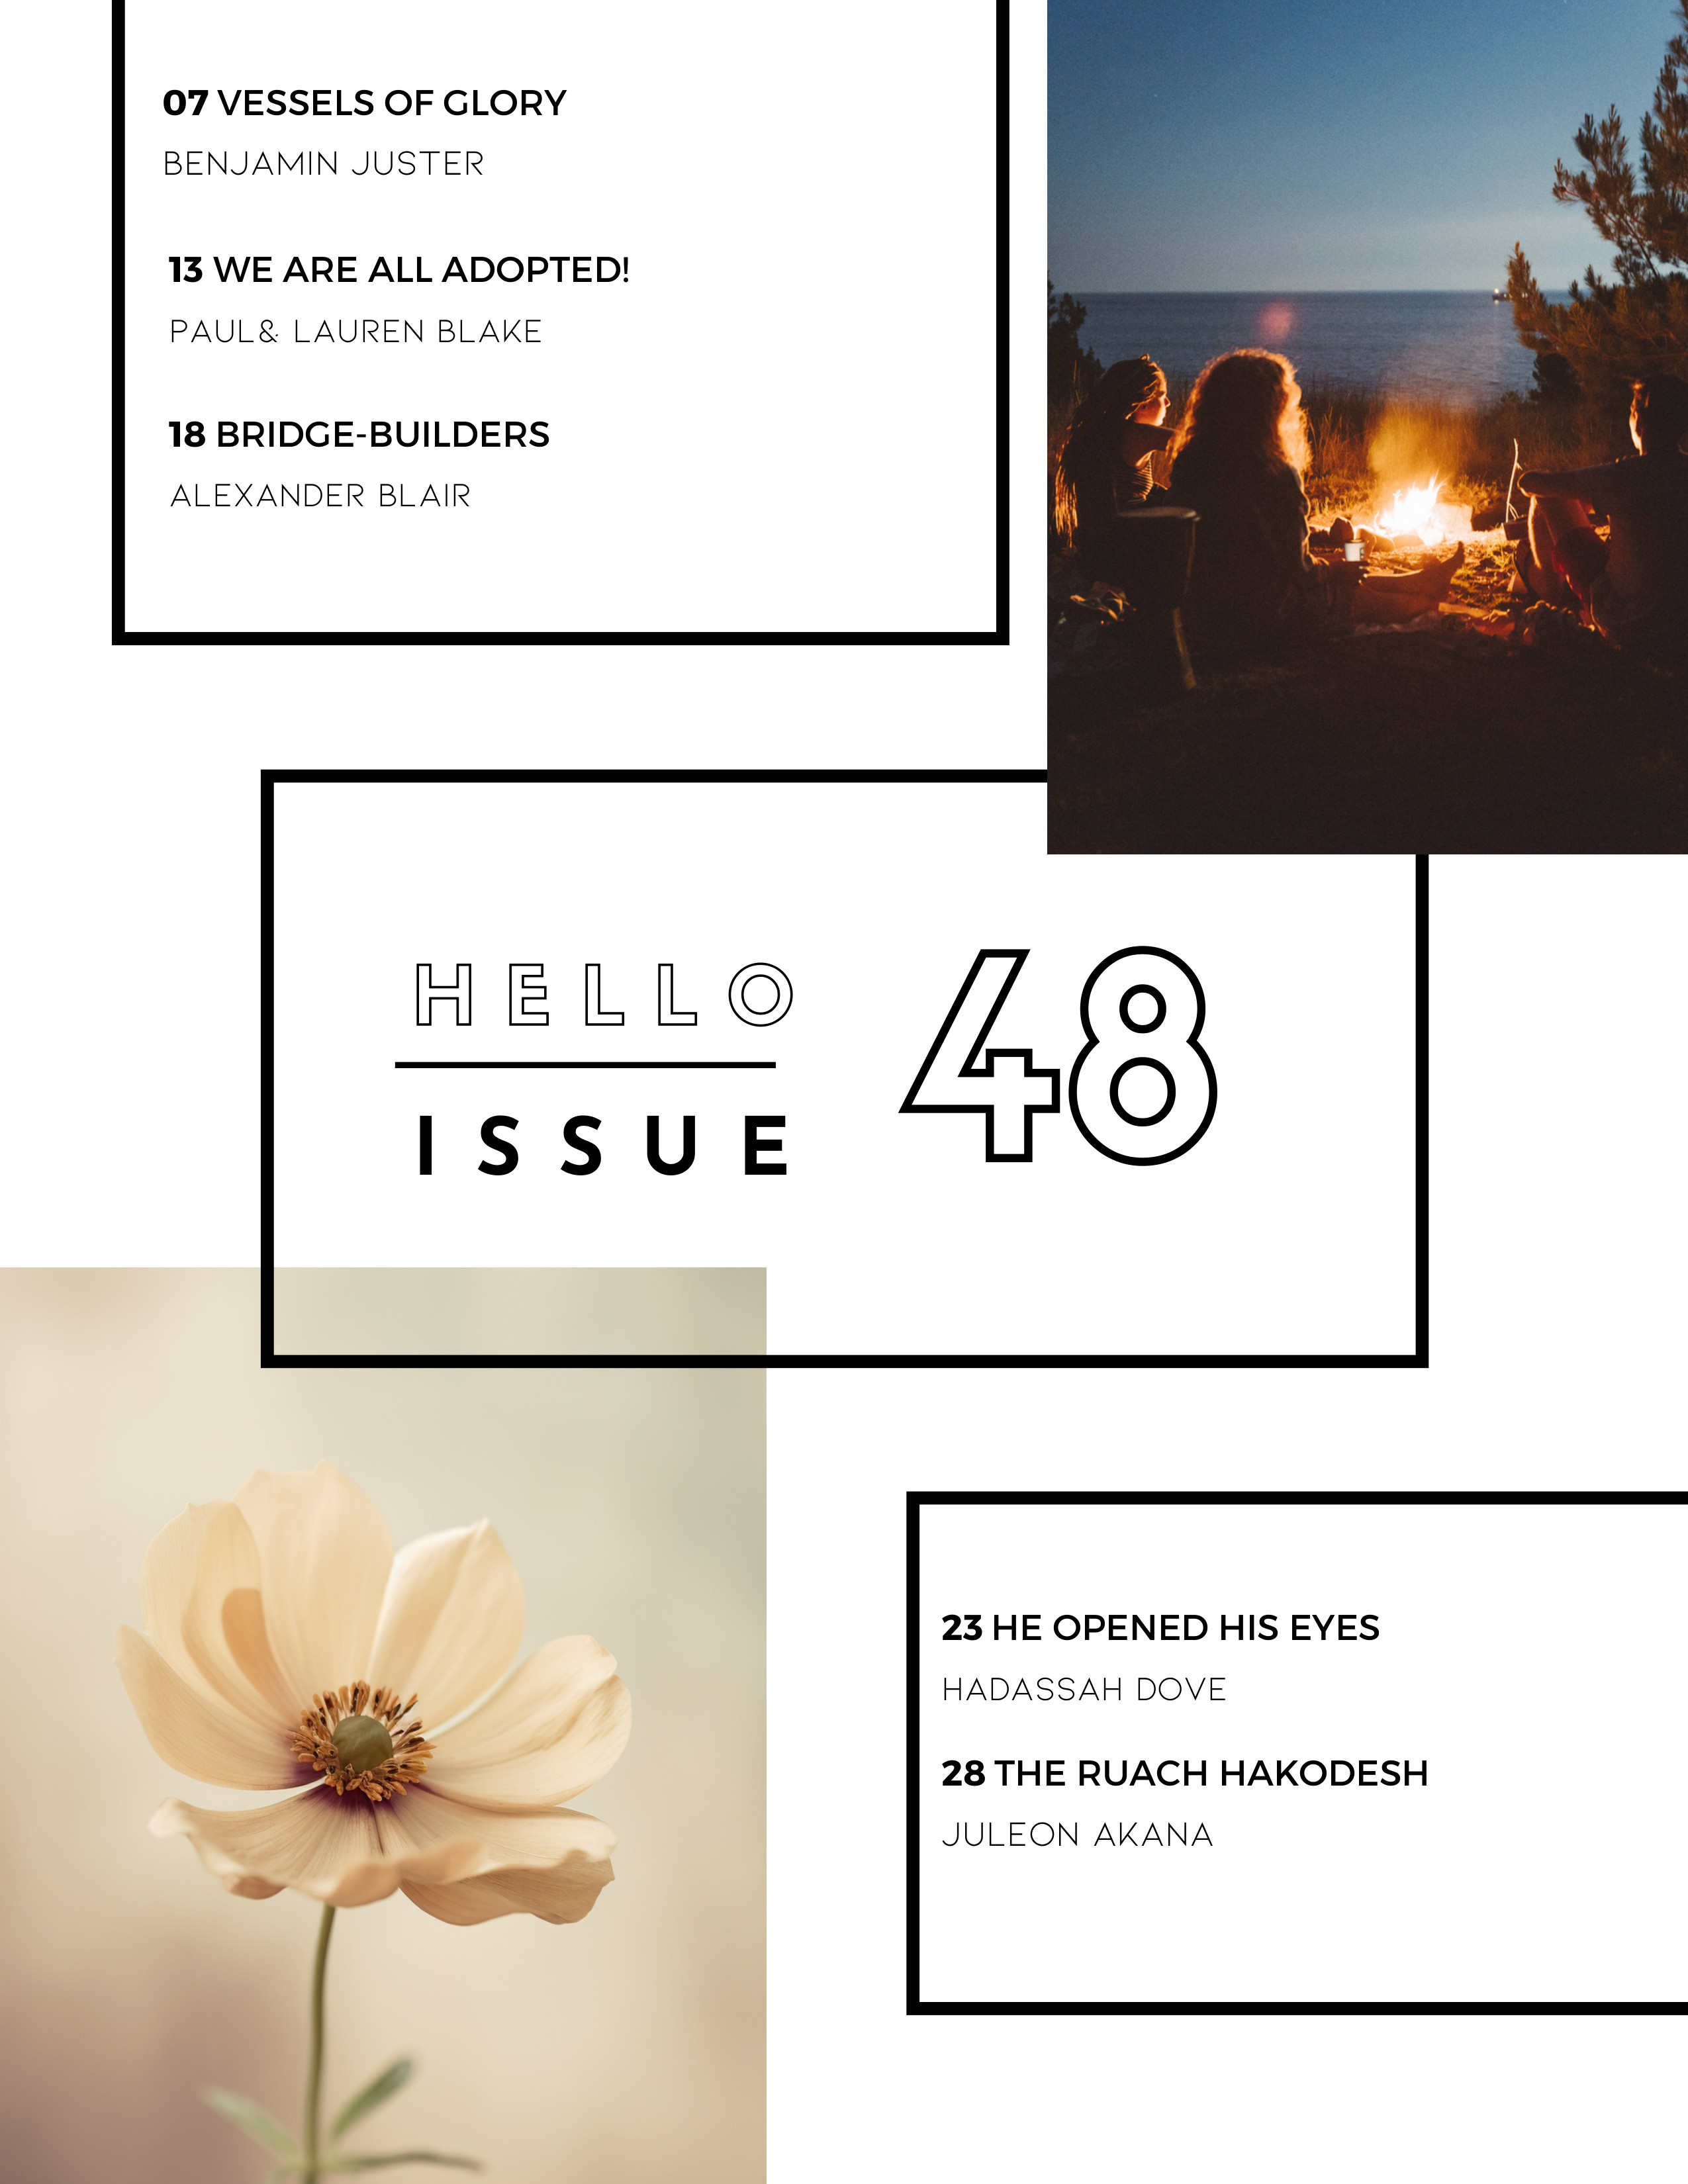 07 VESSELS OF GLORY
BENJAMIN JUSTER
13 WE ARE ALL ADOPTED!
PAUL& LAUREN BLAKE
18 BRIDGE-BUILDERS
ALEXANDER BLAIR
HELLO
ISSUE
48
23 HE OPENED HIS EYES
HADASSAH DOVE
28 THE RUACH HAKODESH
JULEON AKANA